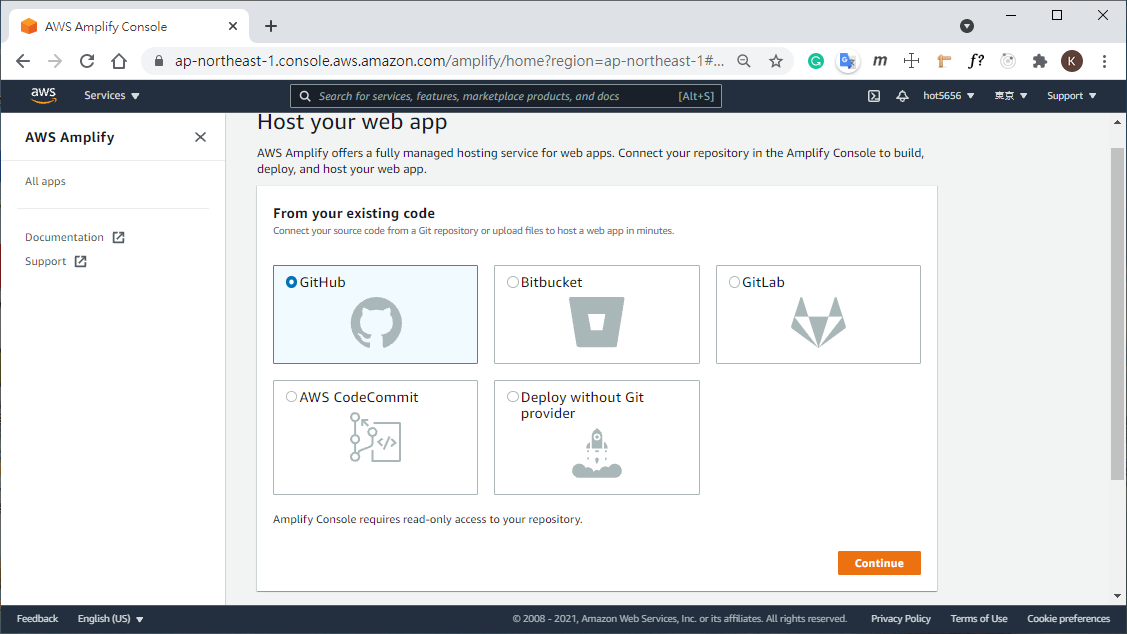 AWS Amplify Console
ap-northeast-1.console.aws.amazon.com/amplify/home?region=ap-northeast-1#...
m
f?
K
aws
Services
Search for services, features, marketplace products, and docs
[Alt+S]
hot5656
東京
Support
AWS Amplify
All apps
Documentation
Support
Host your web app
AWS Amplify offers a fully managed hosting service for web apps. Connect your repository in the Amplify Console to build,
deploy, and host your web app.
From your existing code
Connect your source code from a Git repository or upload files to host a web app in minutes.
GitHub
Bitbucket
GitLab
AWS CodeCommit
Deploy without Git
provider
Amplify Console requires read-only access to your repository.
Continue
Feedback
English (US)
© 2008 - 2021, Amazon Web Services, Inc. or its affiliates. All rights reserved.
Privacy Policy
Terms of Use
Cookie preferences